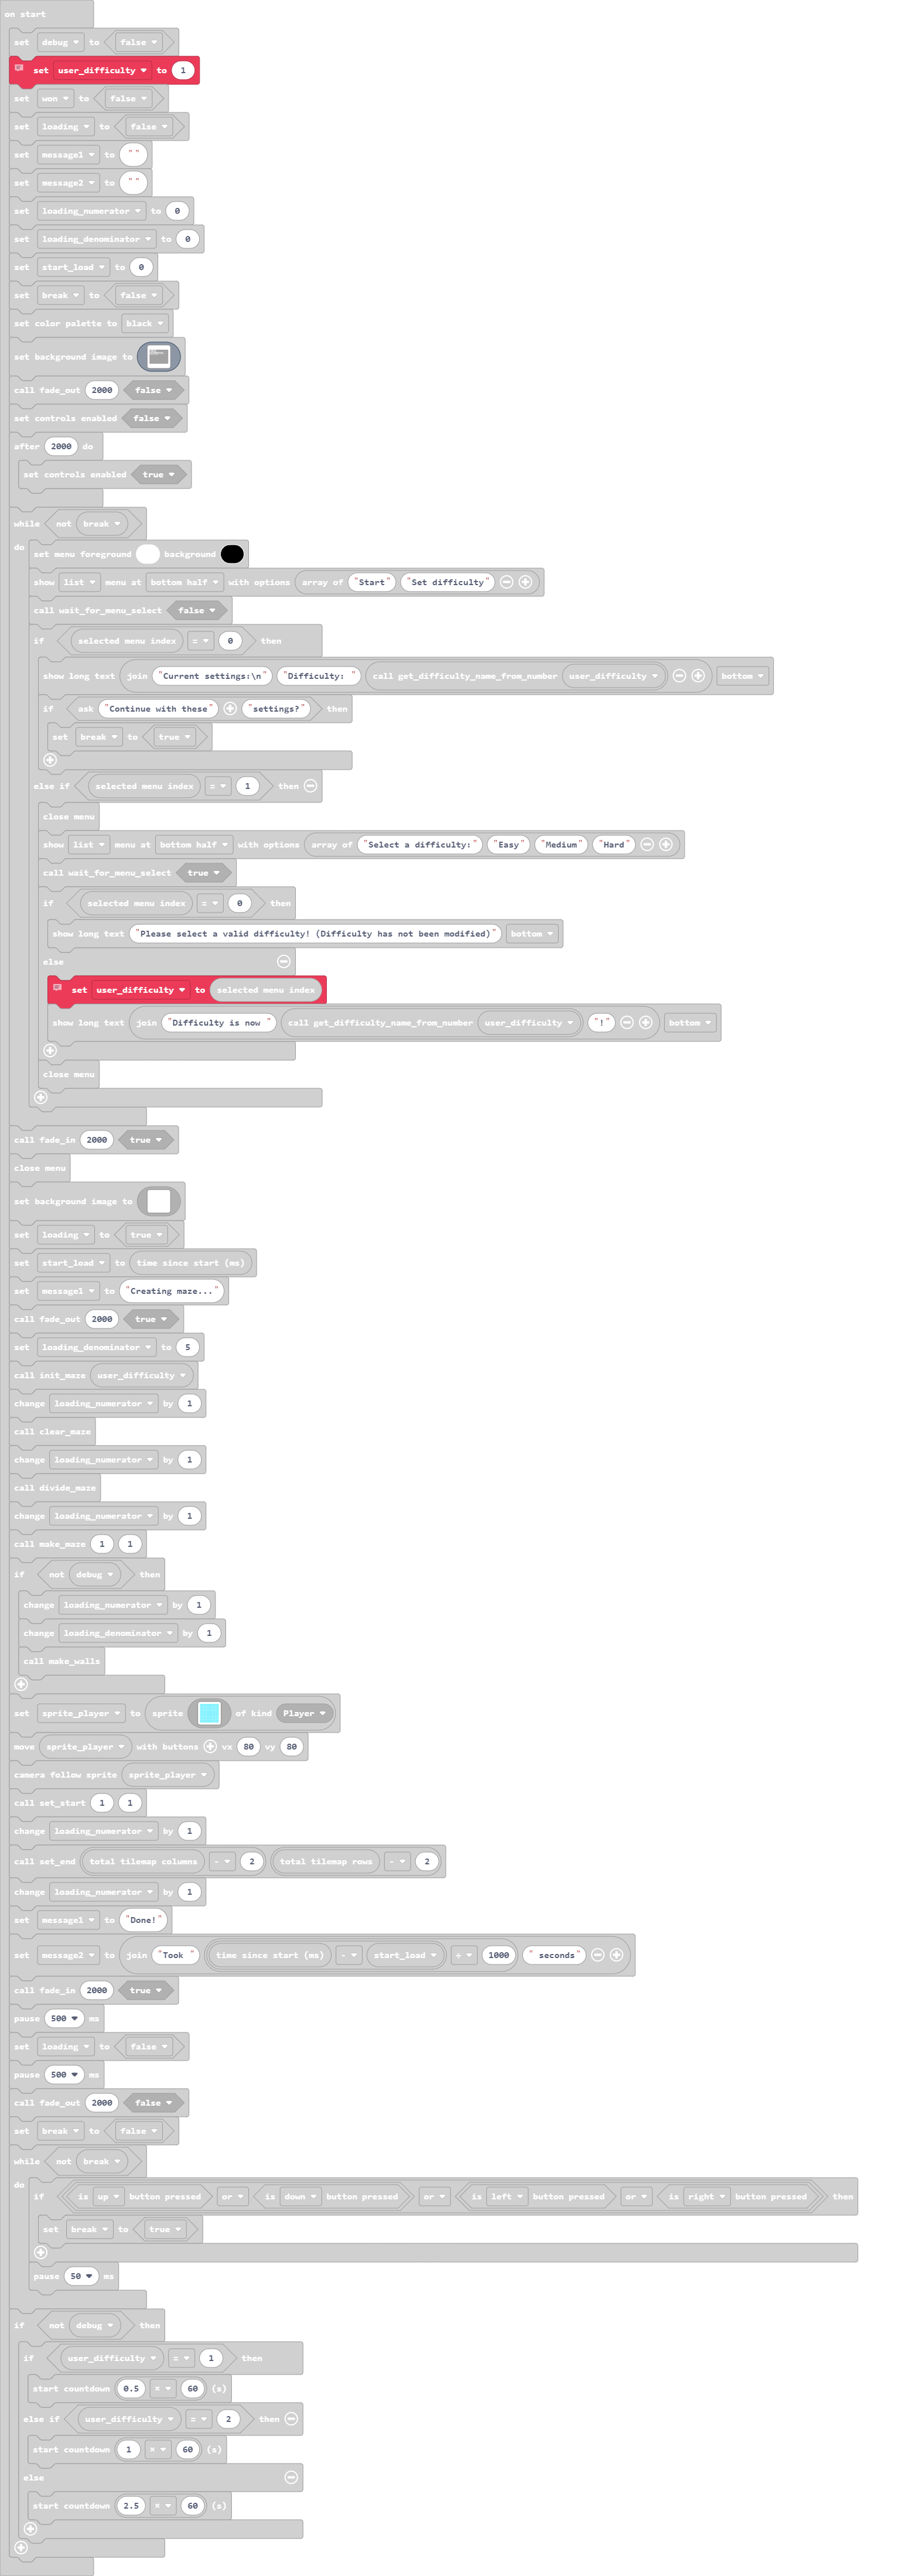 on start
set debug to false
set user_difficulty to 1
set won to false
set loading to false
set message1 to " "
set message2 to " "
set loading_numerator to 0
set loading_denominator to 0
set start_load to 0
set break to false
set color palette to black
set background image to
call fade_out 2000 false
set controls enabled false
after 2000 do
set controls enabled true
while not break
do
set menu foreground background
show list menu at bottom half with options array of "Start" "Set difficulty"
call wait_for_menu_select false
if selected menu index = 0 then
show long text join "Current settings:\n" "Difficulty: " call get_difficulty_name_from_number user_difficulty bottom
if ask "Continue with these" "settings?" then
set break to true
else if selected menu index = 1 then
close menu
show list menu at bottom half with options array of "Select a difficulty:" "Easy" "Medium" "Hard"
call wait_for_menu_select true
if selected menu index = 0 then
show long text "Please select a valid difficulty! (Difficulty has not been modified)" bottom
else
set user_difficulty to selected menu index
show long text join "Difficulty is now " call get_difficulty_name_from_number user_difficulty "!" bottom
close menu
call fade_in 2000 true
close menu
set background image to
set loading to true
set start_load to time since start (ms)
set message1 to "Creating maze..."
call fade_out 2000 true
set loading_denominator to 5
call init_maze user_difficulty
change loading_numerator by 1
call clear_maze
change loading_numerator by 1
call divide_maze
change loading_numerator by 1
call make_maze 1 1
if not debug then
change loading_numerator by 1
change loading_denominator by 1
call make_walls
set sprite_player to sprite of kind Player
move sprite_player with buttons vx 80 vy 80
camera follow sprite sprite_player
call set_start 1 1
change loading_numerator by 1
call set_end total tilemap columns - 2 total tilemap rows - 2
change loading_numerator by 1
set message1 to "Done!"
set message2 to join "Took " time since start (ms) - start_load ÷ 1000 " seconds"
call fade_in 2000 true
pause 500 ms
set loading to false
pause 500 ms
call fade_out 2000 false
set break to false
while not break
do
if is up button pressed or is down button pressed or is left button pressed or is right button pressed then
set break to true
pause 50 ms
if not debug then
if user_difficulty = 1 then
start countdown 0.5 × 60 (s)
else if user_difficulty = 2 then
start countdown 1 × 60 (s)
else
start countdown 2.5 × 60 (s)